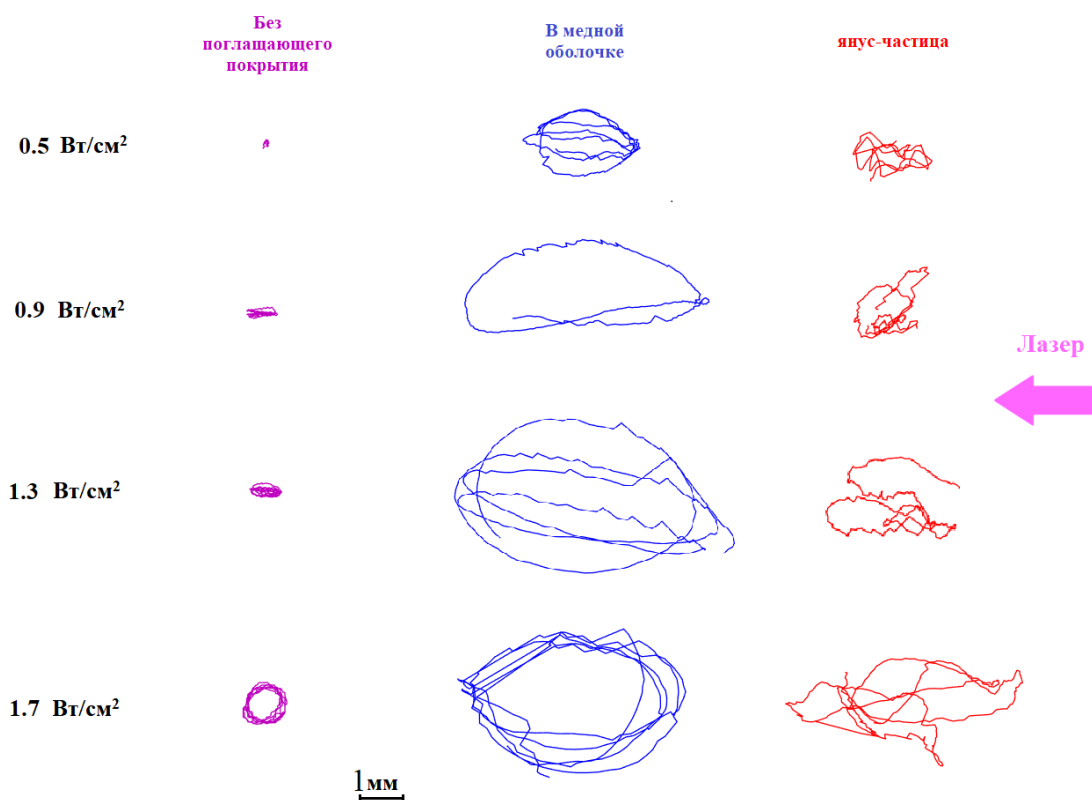 Без
поглащающего
покрытия
В медной
оболочке
янус-частица
0.5 Вт/см²
0.9 Вт/см²
Лазер
1.3 Вт/см²
1.7 Вт/см²
1мм